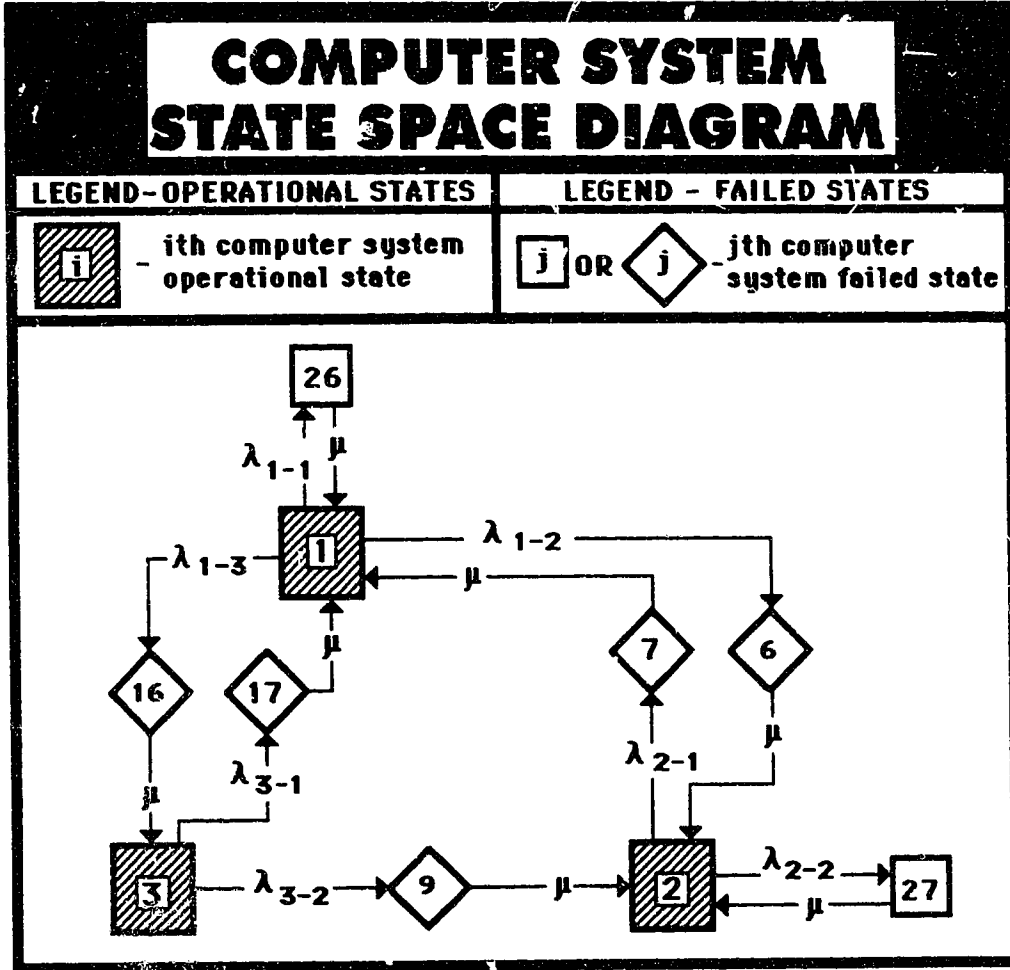 COMPUTER SYSTEM
STATE SPACE DIAGRAM
LEGEND-OPERATIONAL STATES
LEGEND - FAILED STATES
i
- ith computer system
operational state
j OR j - jth computer
system failed state
26
λ1-1
μ
1
λ1-2
λ1-3
μ
μ
7
6
16
17
μ
λ2-1
λ3-1
μ
3
λ3-2
9
μ
2
λ2-2
μ
27